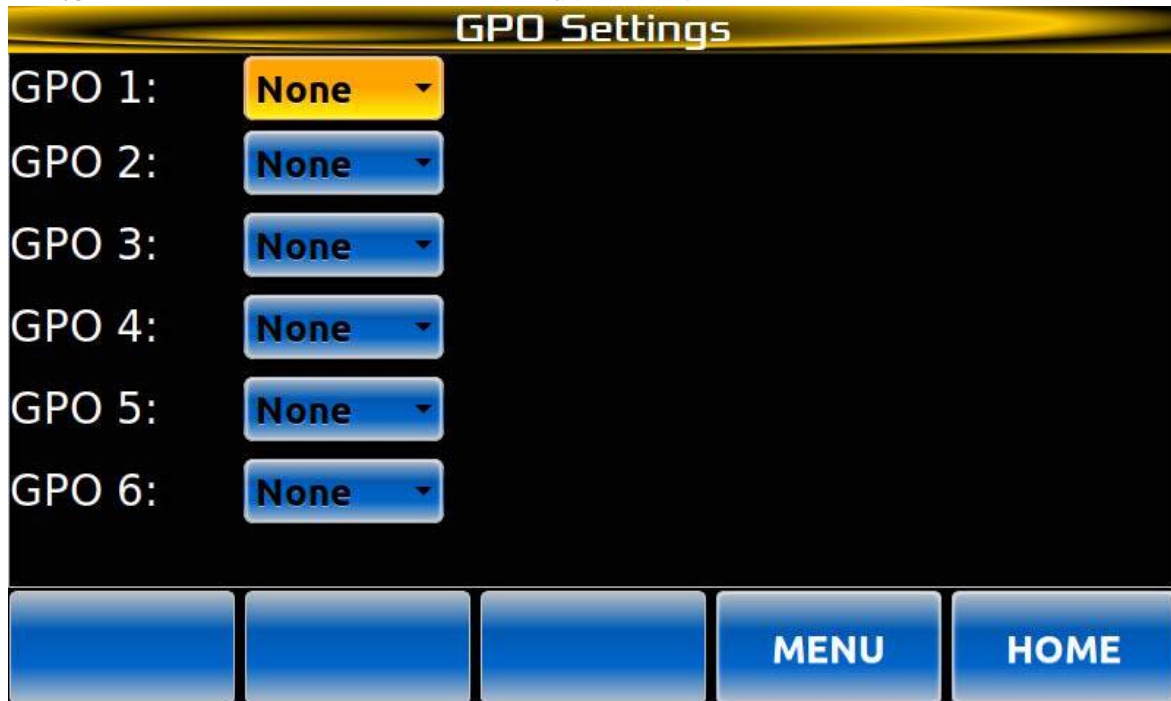 GPO Settings
GPO 1: None
GPO 2: None
GPO 3: None
GPO 4: None
GPO 5: None
GPO 6: None
MENU HOME